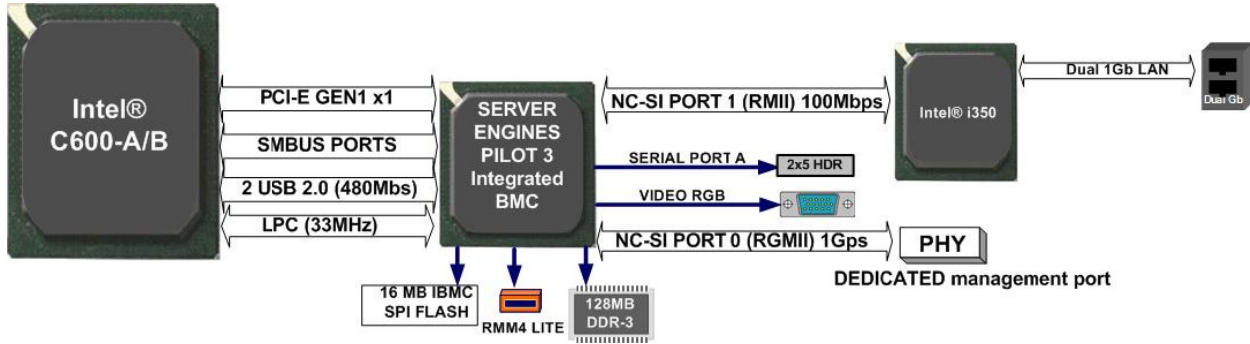 Intel®
C600-A/B
PCI-E GEN1 x1
SMBUS PORTS
2 USB 2.0 (480Mbs)
LPC (33MHz)
SERVER
ENGINES
PILOT 3
Integrated
BMC
NC-SI PORT 1 (RMII) 100Mbps
SERIAL PORT A
2x5 HDR
VIDEO RGB
NC-SI PORT 0 (RGMII) 1Gps
Intel® i350
Dual 1Gb LAN
Dual Gb
PHY
DEDICATED management port
16 MB IBMC
SPI FLASH
RMM4 LITE
128MB
DDR-3